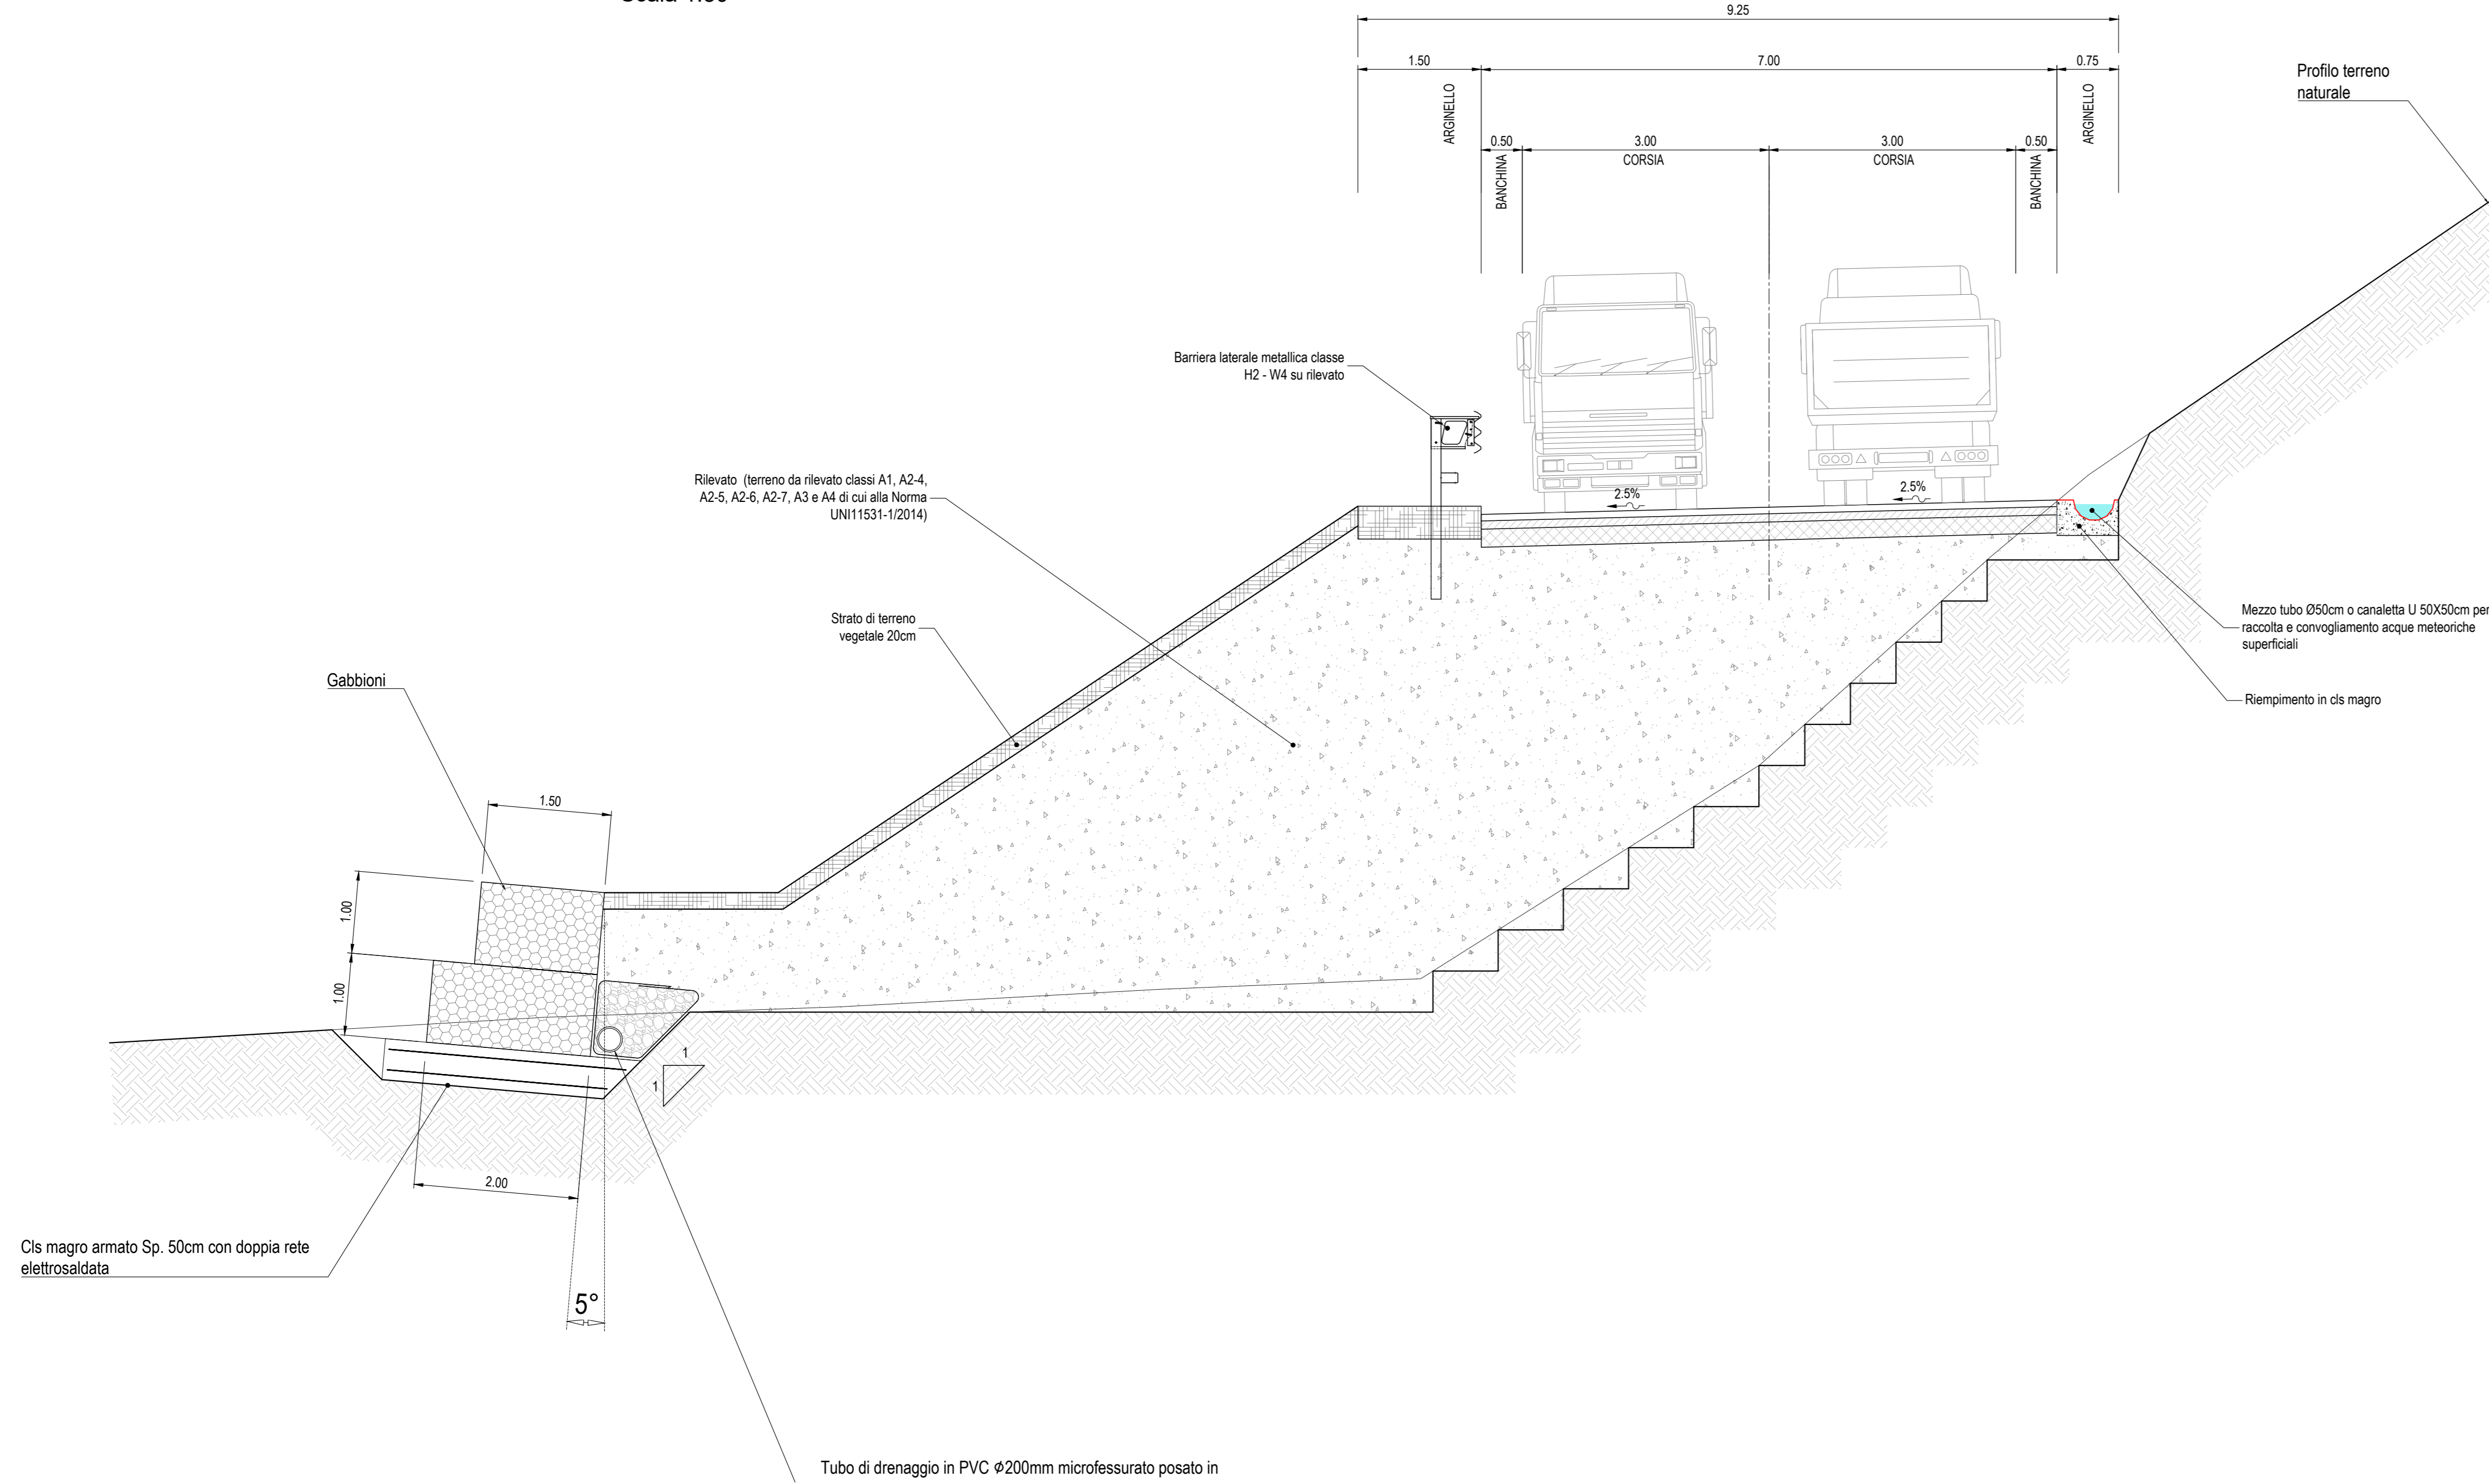 9.25
1.50
7.00
0.75
ARGINELLO
ARGINELLO
0.50
3.00
3.00
0.50
BANCHINA
CORSIA
CORSIA
BANCHINA
Profilo terreno
naturale
Barriera laterale metallica classe
H2 - W4 su rilevato
Rilevato (terreno da rilevato classi A1, A2-4,
A2-5, A2-6, A2-7, A3 e A4 di cui alla Norma
UNI11531-1/2014)
2.5%
2.5%
Strato di terreno
vegetale 20cm
Mezzo tubo Ø50cm o canaletta U 50X50cm per
raccolta e convogliamento acque meteoriche
superficiali
Riempimento in cls magro
Gabbioni
1.50
1.00
1.00
1
1
2.00
Cls magro armato Sp. 50cm con doppia rete
elettrosaldata
5°
Tubo di drenaggio in PVC Ø200mm microfessurato posato in